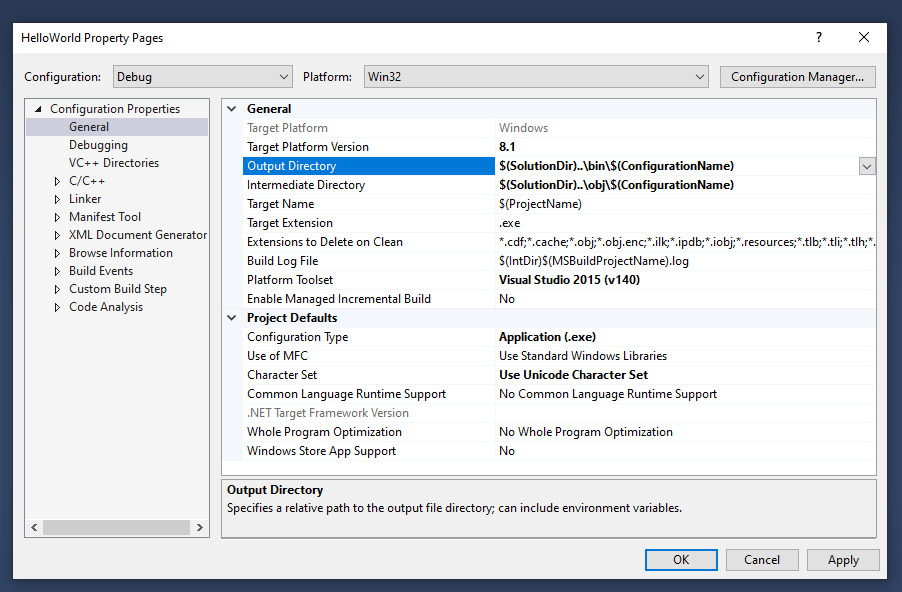 HelloWorld Property Pages
?
Configuration: Debug Platform: Win32 Configuration Manager...
Configuration Properties
General
Debugging
VC++ Directories
C/C++
Linker
Manifest Tool
XML Document Generator
Browse Information
Build Events
Custom Build Step
Code Analysis
General
Target Platform Windows
Target Platform Version 8.1
Output Directory $(SolutionDir)..\bin\$(ConfigurationName)
Intermediate Directory $(SolutionDir)..\obj\$(ConfigurationName)
Target Name $(ProjectName)
Target Extension .exe
Extensions to Delete on Clean *.cdf;*.cache;*.obj;*.obj.enc;*.ilk;*.ipdb;*.iobj;*.resources;*.tlb;*.tli;*.tlh;*.
Build Log File $(IntDir)$(MSBuildProjectName).log
Platform Toolset Visual Studio 2015 (v140)
Enable Managed Incremental Build No
Project Defaults
Configuration Type Application (.exe)
Use of MFC Use Standard Windows Libraries
Character Set Use Unicode Character Set
Common Language Runtime Support No Common Language Runtime Support
.NET Target Framework Version
Whole Program Optimization No Whole Program Optimization
Windows Store App Support No
Output Directory
Specifies a relative path to the output file directory; can include environment variables.
OK Cancel Apply